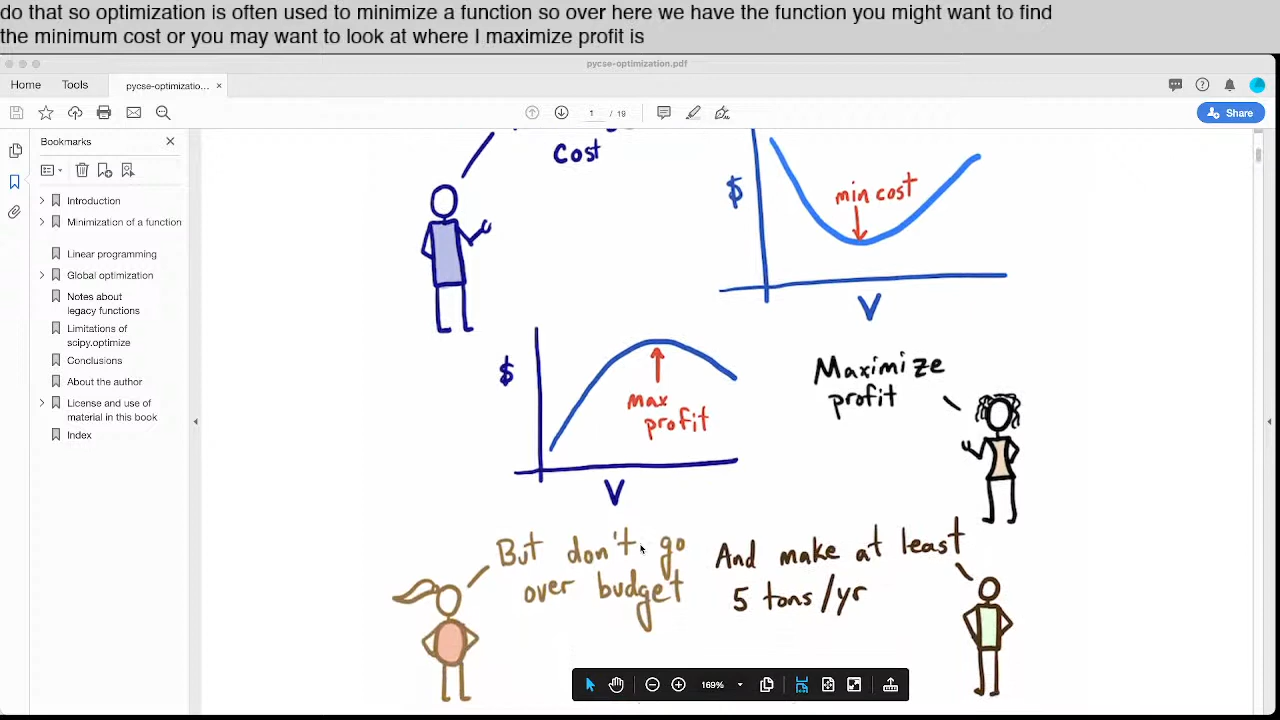 do that so optimization is often used to minimize a function so over here we have the function you might want to find
the minimum cost or you may want to look at where I maximize profit is
pycse-optimization.pdf
Home
Tools
pycse-optimizatio... ×
1 / 19
Share
Bookmarks
Introduction
Minimization of a function
Linear programming
Global optimization
Notes about
legacy functions
Limitations of
scipy.optimize
Conclusions
About the author
License and use of
material in this book
Index
Cost
$
min cost
V
$
max
profit
V
Maximize
profit
But don't go
over budget
And make at least
5 tons/yr
169%